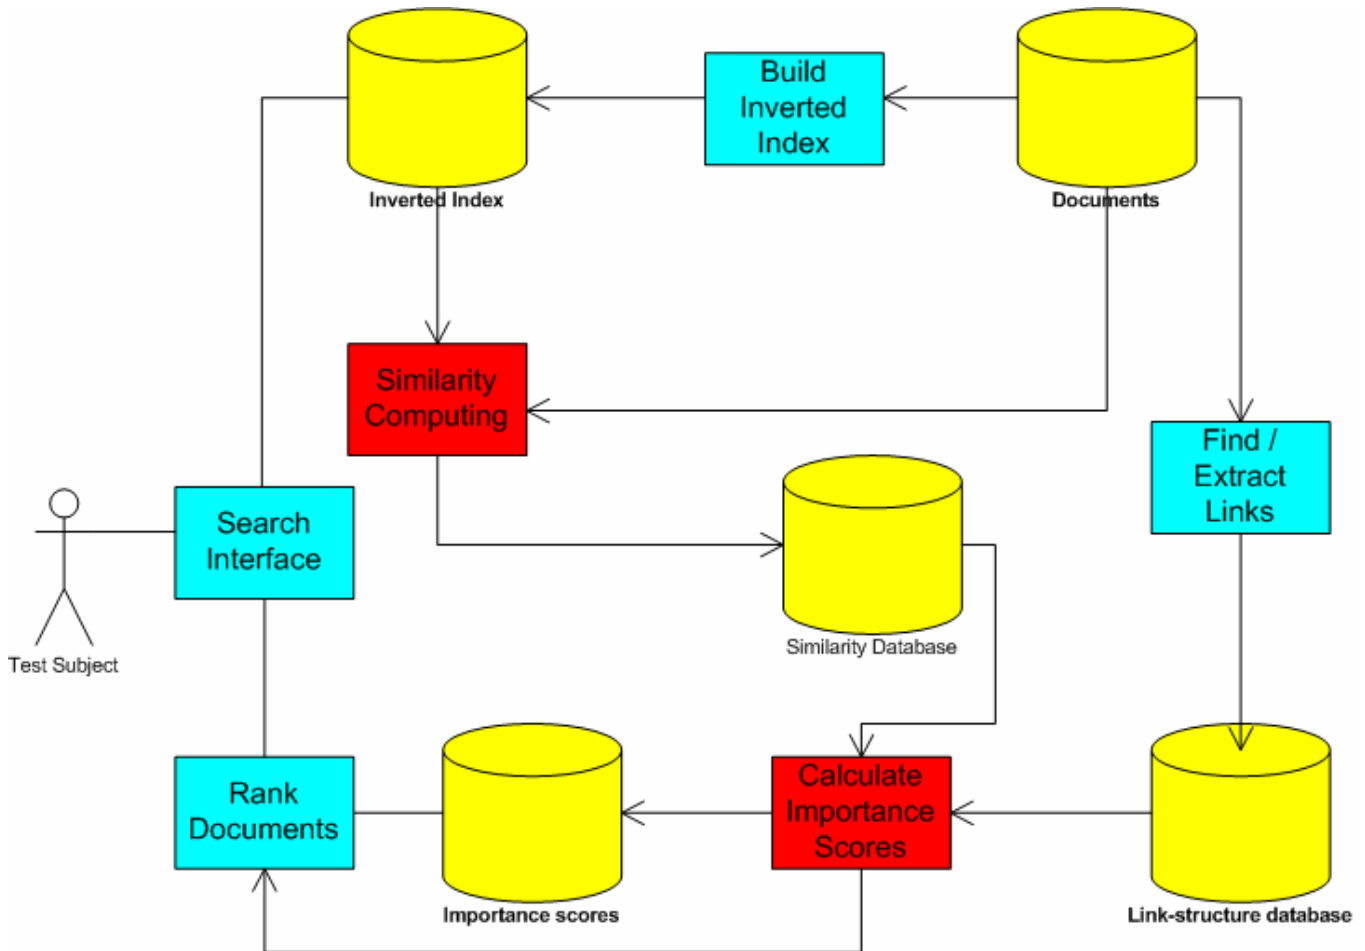 Build
Inverted
Index
Inverted Index
Documents
Similarity
Computing
Find /
Extract
Links
Search
Interface
Similarity Database
Test Subject
Rank
Documents
Calculate
Importance
Scores
Importance scores
Link-structure database